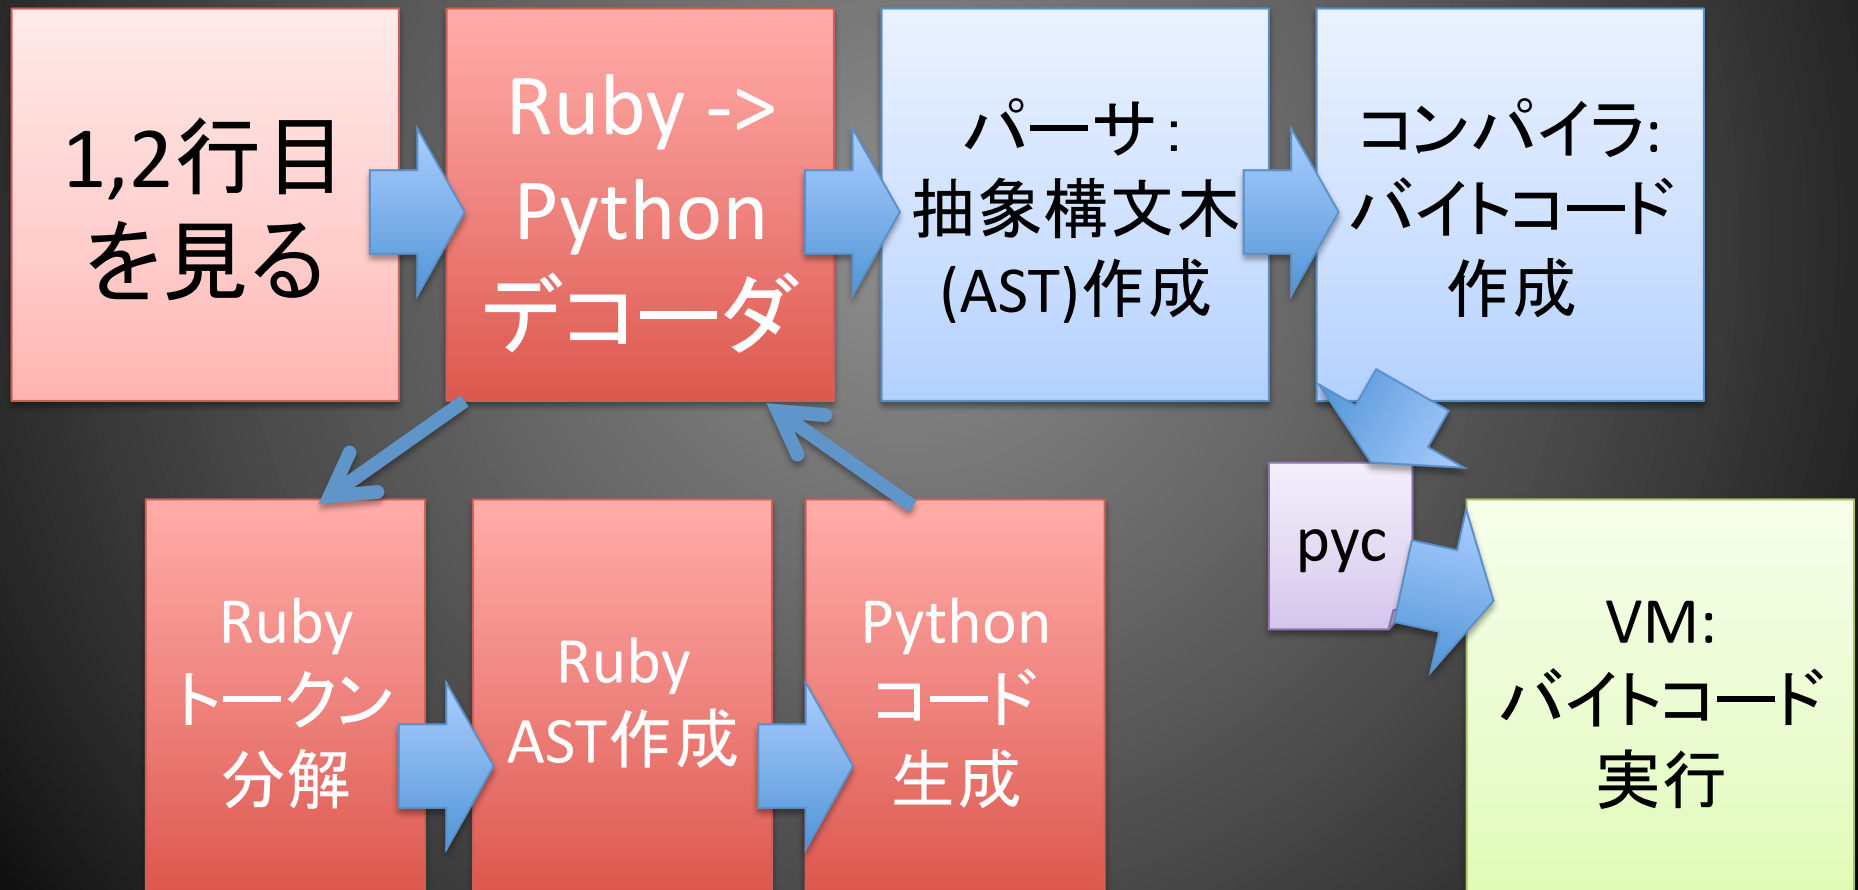 1,2行目
を見る
Ruby ->
Python
デコーダ
パーサ：
抽象構文木
(AST)作成
コンパイラ:
バイトコード
作成
Ruby
トークン
分解
Ruby
AST作成
Python
コード
生成
pyc
VM:
バイトコード
実行